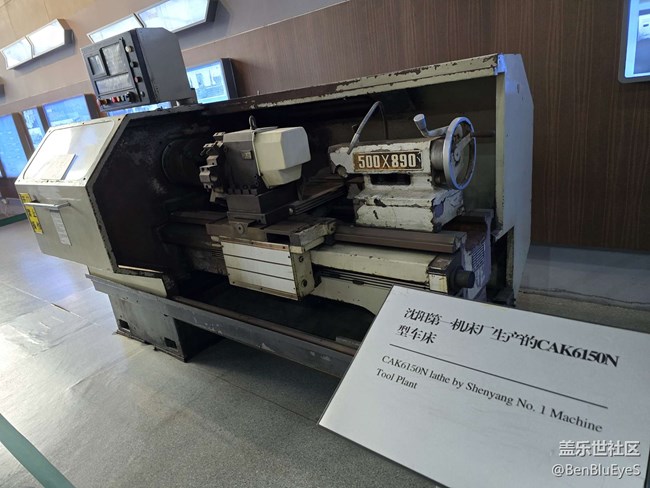 500X890
沈阳第一机床厂生产的CAK6150N
型车床
CAK6150N lathe by Shenyang No. 1 Machine
Tool Plant
盖乐世社区
@BenBlueEyeS